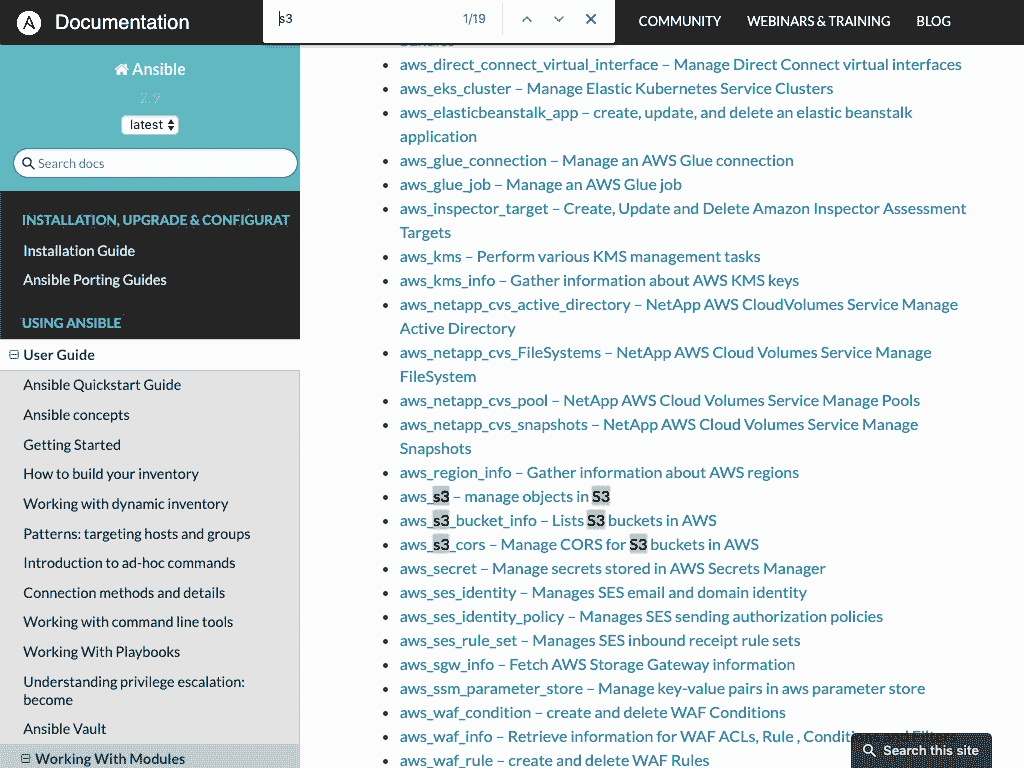 Documentation
s3
1/19
COMMUNITY
WEBINARS & TRAINING
BLOG
Ansible
2.9
latest
Search docs
INSTALLATION, UPGRADE & CONFIGURAT
Installation Guide
Ansible Porting Guides
USING ANSIBLE
User Guide
Ansible Quickstart Guide
Ansible concepts
Getting Started
How to build your inventory
Working with dynamic inventory
Patterns: targeting hosts and groups
Introduction to ad-hoc commands
Connection methods and details
Working with command line tools
Working With Playbooks
Understanding privilege escalation:
become
Ansible Vault
Working With Modules
aws_direct_connect_virtual_interface – Manage Direct Connect virtual interfaces
aws_eks_cluster – Manage Elastic Kubernetes Service Clusters
aws_elasticbeanstalk_app – create, update, and delete an elastic beanstalk
application
aws_glue_connection – Manage an AWS Glue connection
aws_glue_job – Manage an AWS Glue job
aws_inspector_target – Create, Update and Delete Amazon Inspector Assessment
Targets
aws_kms – Perform various KMS management tasks
aws_kms_info – Gather information about AWS KMS keys
aws_netapp_cvs_active_directory – NetApp AWS CloudVolumes Service Manage
Active Directory
aws_netapp_cvs_FileSystems – NetApp AWS Cloud Volumes Service Manage
FileSystem
aws_netapp_cvs_pool – NetApp AWS Cloud Volumes Service Manage Pools
aws_netapp_cvs_snapshots – NetApp AWS Cloud Volumes Service Manage
Snapshots
aws_region_info – Gather information about AWS regions
aws_s3 – manage objects in S3
aws_s3_bucket_info – Lists S3 buckets in AWS
aws_s3_cors – Manage CORS for S3 buckets in AWS
aws_secret – Manage secrets stored in AWS Secrets Manager
aws_ses_identity – Manages SES email and domain identity
aws_ses_identity_policy – Manages SES sending authorization policies
aws_ses_rule_set – Manages SES inbound receipt rule sets
aws_sgw_info – Fetch AWS Storage Gateway information
aws_ssm_parameter_store – Manage key-value pairs in aws parameter store
aws_waf_condition – create and delete WAF Conditions
aws_waf_info – Retrieve information for WAF ACLs, Rule ,
aws_waf_rule – create and delete WAF Rules
Search this site